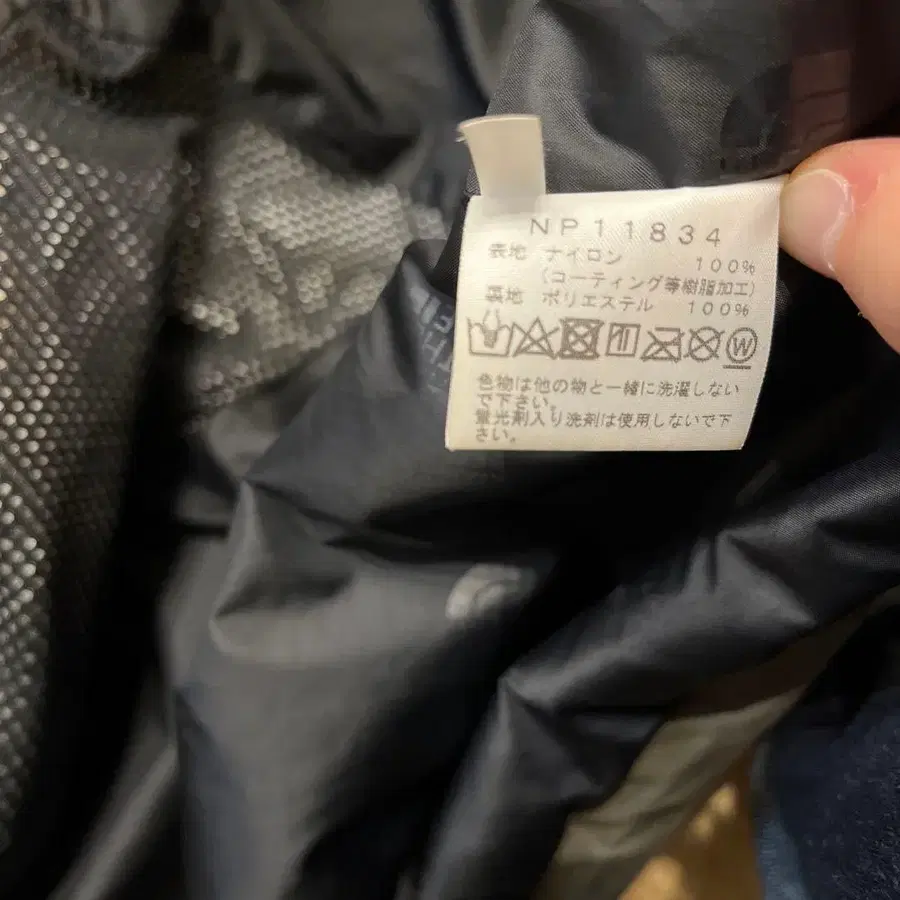 NP11834
表地 ナイロン 100%
(コーティング等樹脂加工)
裏地 ポリエステル 100%
W
色物は他の物と一緒に洗濯しない
で下さい。
蛍光剤入り洗剤は使用しないで下
さい。